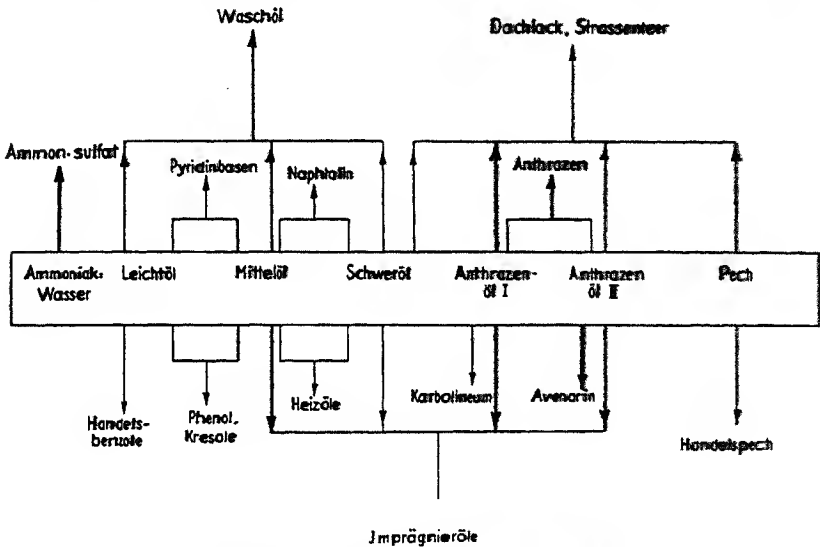 Waschöl
Dachlack, Strassenteer
Ammon. sulfat
Pyridinbasen
Naphtalin
Anthrazen
Ammoniak-
Wasser
Leichtöl
Mittelöl
Schweröl
Anthrazen-
öl I
Anthrazen
öl II
Pech
Handels-
benzole
Phenol,
Kresole
Heizöle
Karbolineum
Avenarin
Handelspech
Imprägnieröle